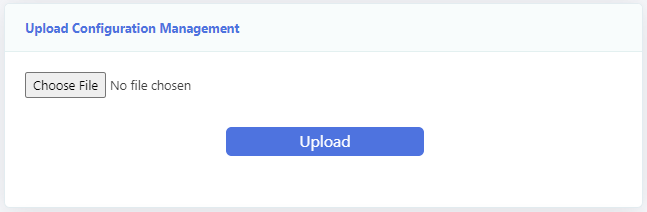 Upload Configuration Management
Choose File No file chosen
Upload